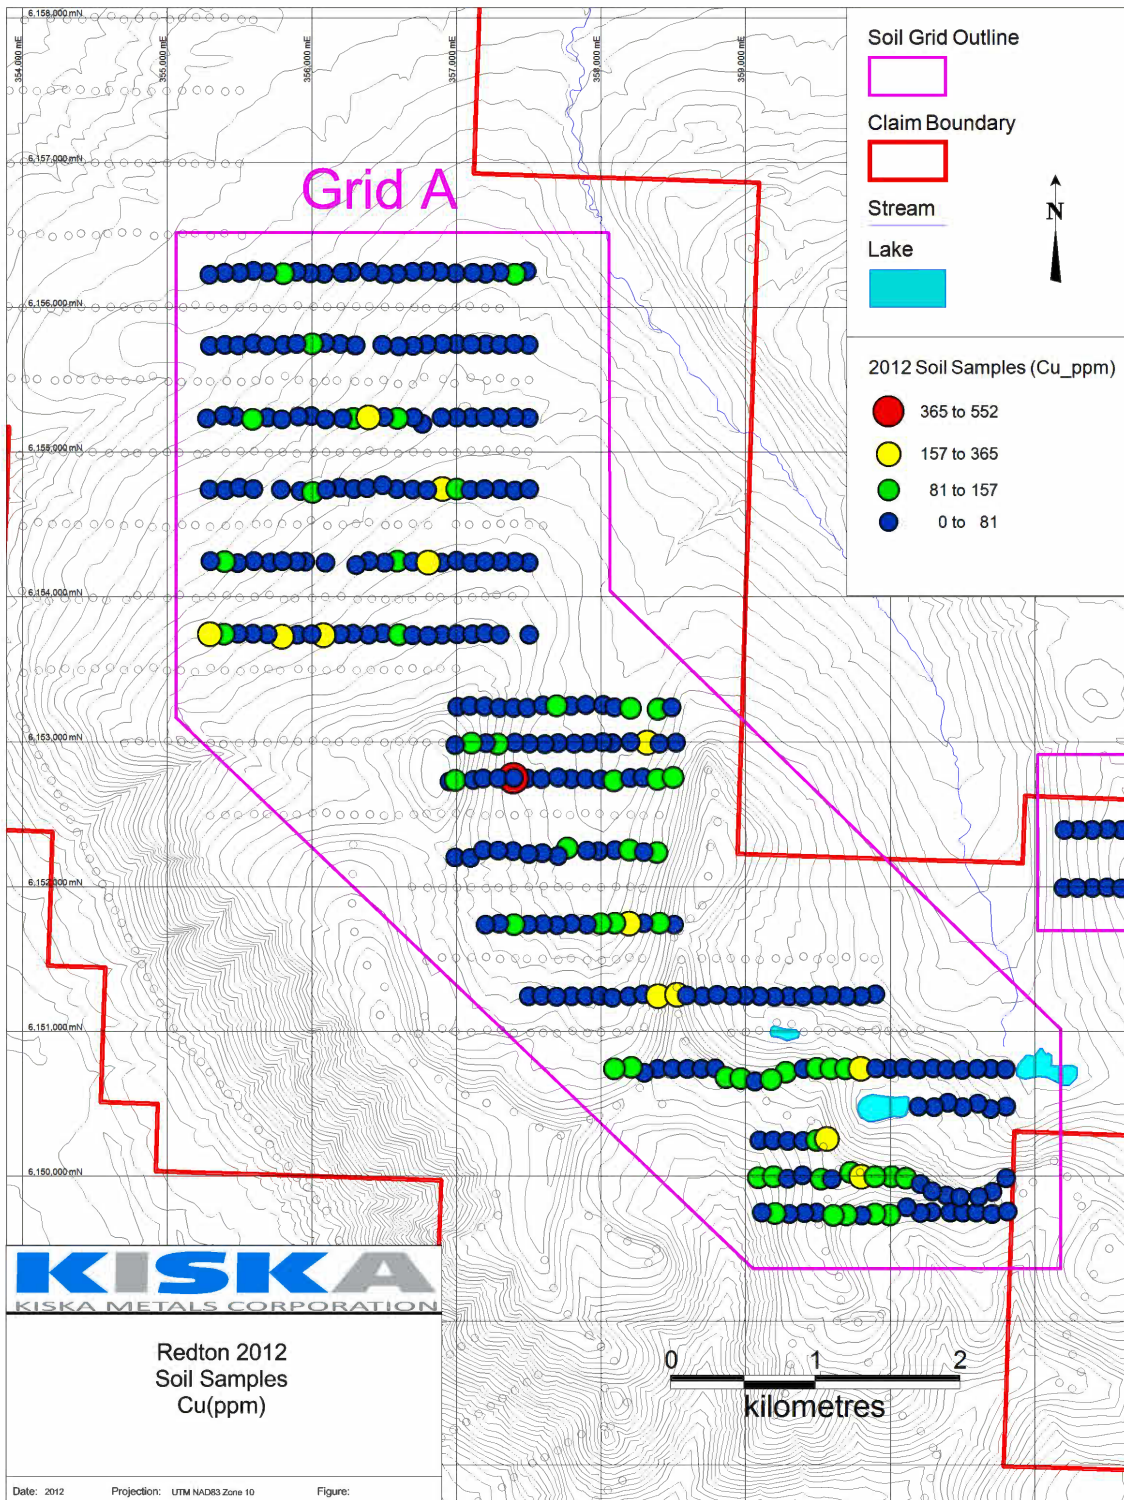 6,158,000 mN
354,000 mE
355,000 mE
356,000 mE
357,000 mE
358,000 mE
359,000 mE
6,157,000 mN
Grid A
6,156,000 mN
6,155,000 mN
6,154,000 mN
6,153,000 mN
6,152,000 mN
6,151,000 mN
6,150,000 mN
Soil Grid Outline
Claim Boundary
Stream
Lake
N
2012 Soil Samples (Cu_ppm)
365 to 552
157 to 365
81 to 157
0 to 81
KISKA
KISKA METALS CORPORATION
Redton 2012
Soil Samples
Cu(ppm)
0 1 2
kilometres
Date: 2012 Projection: UTM NAD83 Zone 10 Figure: